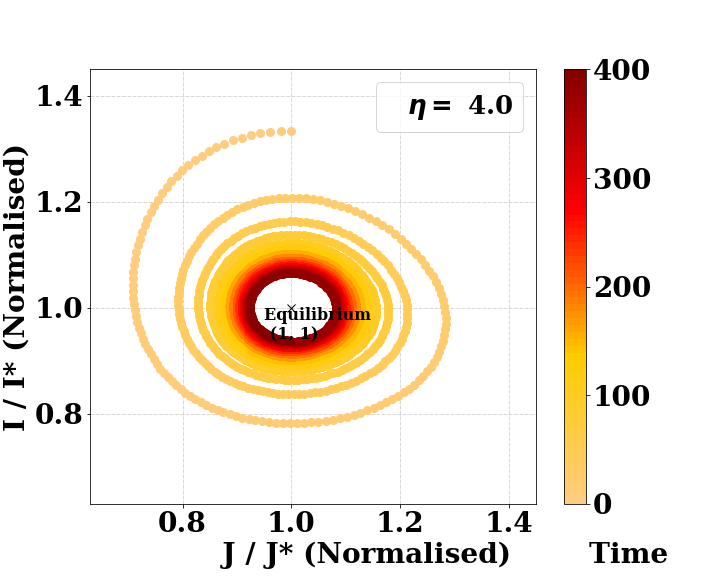 η = 4.0
I / I* (Normalised)
1.4
1.2
1.0
0.8
Equilibrium
(1, 1)
0.8 1.0 1.2 1.4
J / J* (Normalised)
400
300
200
100
0
Time